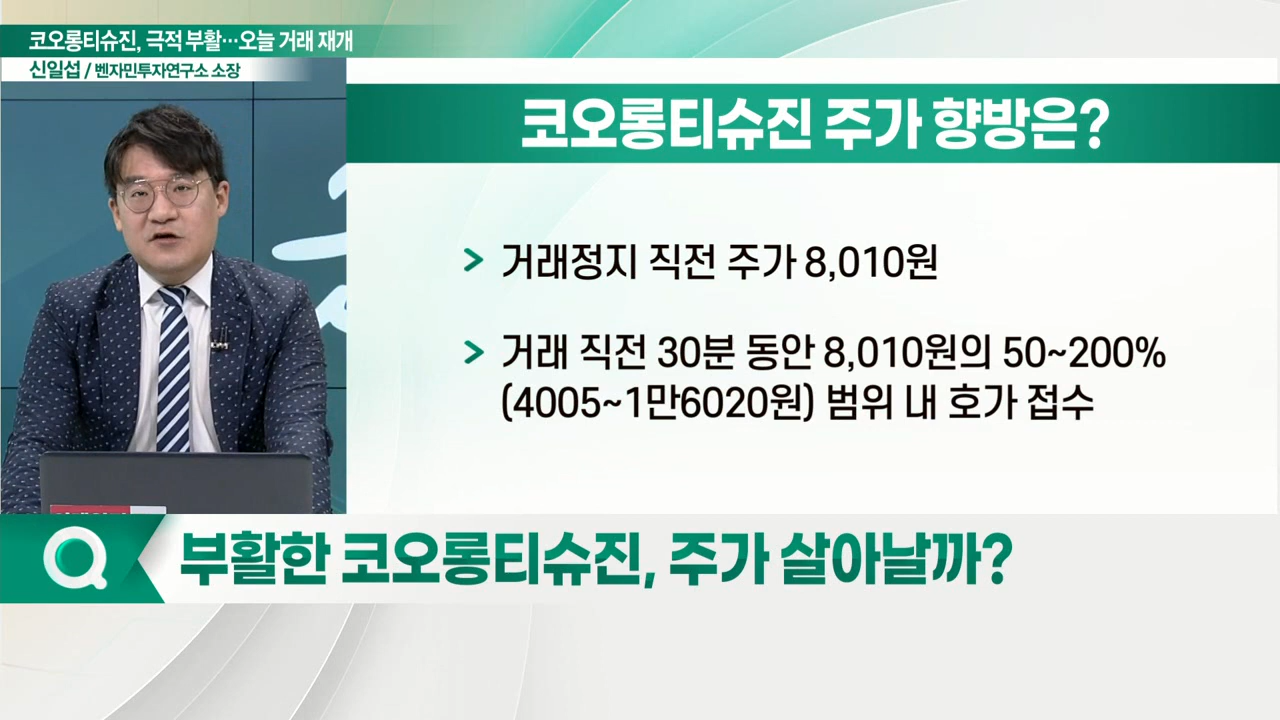 코오롱티슈진, 극적 부활…오늘 거래 재개
신일섭 / 벤자민투자연구소 소장
코오롱티슈진 주가 향방은?
> 거래정지 직전 주가 8,010원
> 거래 직전 30분 동안 8,010원의 50~200%
(4005~1만6020원) 범위 내 호가 접수
부활한 코오롱티슈진, 주가 살아날까?